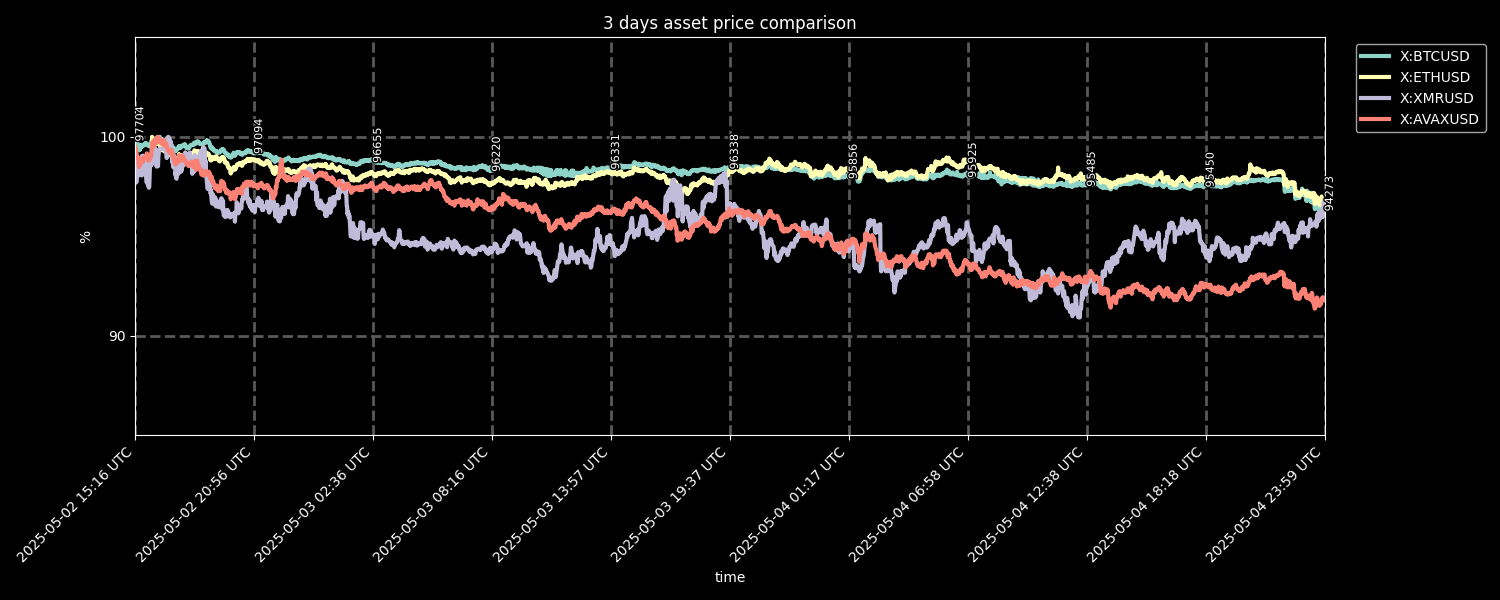 3 days asset price comparison
X:BTCUSD
X:ETHUSD
X:XMRUSD
X:AVAXUSD
100
90
%
97704
97094
96655
96220
96331
96338
95856
95925
95485
95450
94273
2025-05-02 15:16 UTC
2025-05-02 20:56 UTC
2025-05-03 02:36 UTC
2025-05-03 08:16 UTC
2025-05-03 13:57 UTC
2025-05-03 19:37 UTC
2025-05-04 01:17 UTC
2025-05-04 06:58 UTC
2025-05-04 12:38 UTC
2025-05-04 18:18 UTC
2025-05-04 23:59 UTC
time